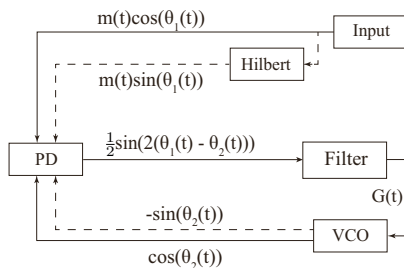 m(t)cos(θ₁(t))
Input
Hilbert
m(t)sin(θ₁(t))
½sin(2(θ₁(t) - θ₂(t)))
PD
Filter
G(t)
-sin(θ₂(t))
VCO
cos(θ₂(t))